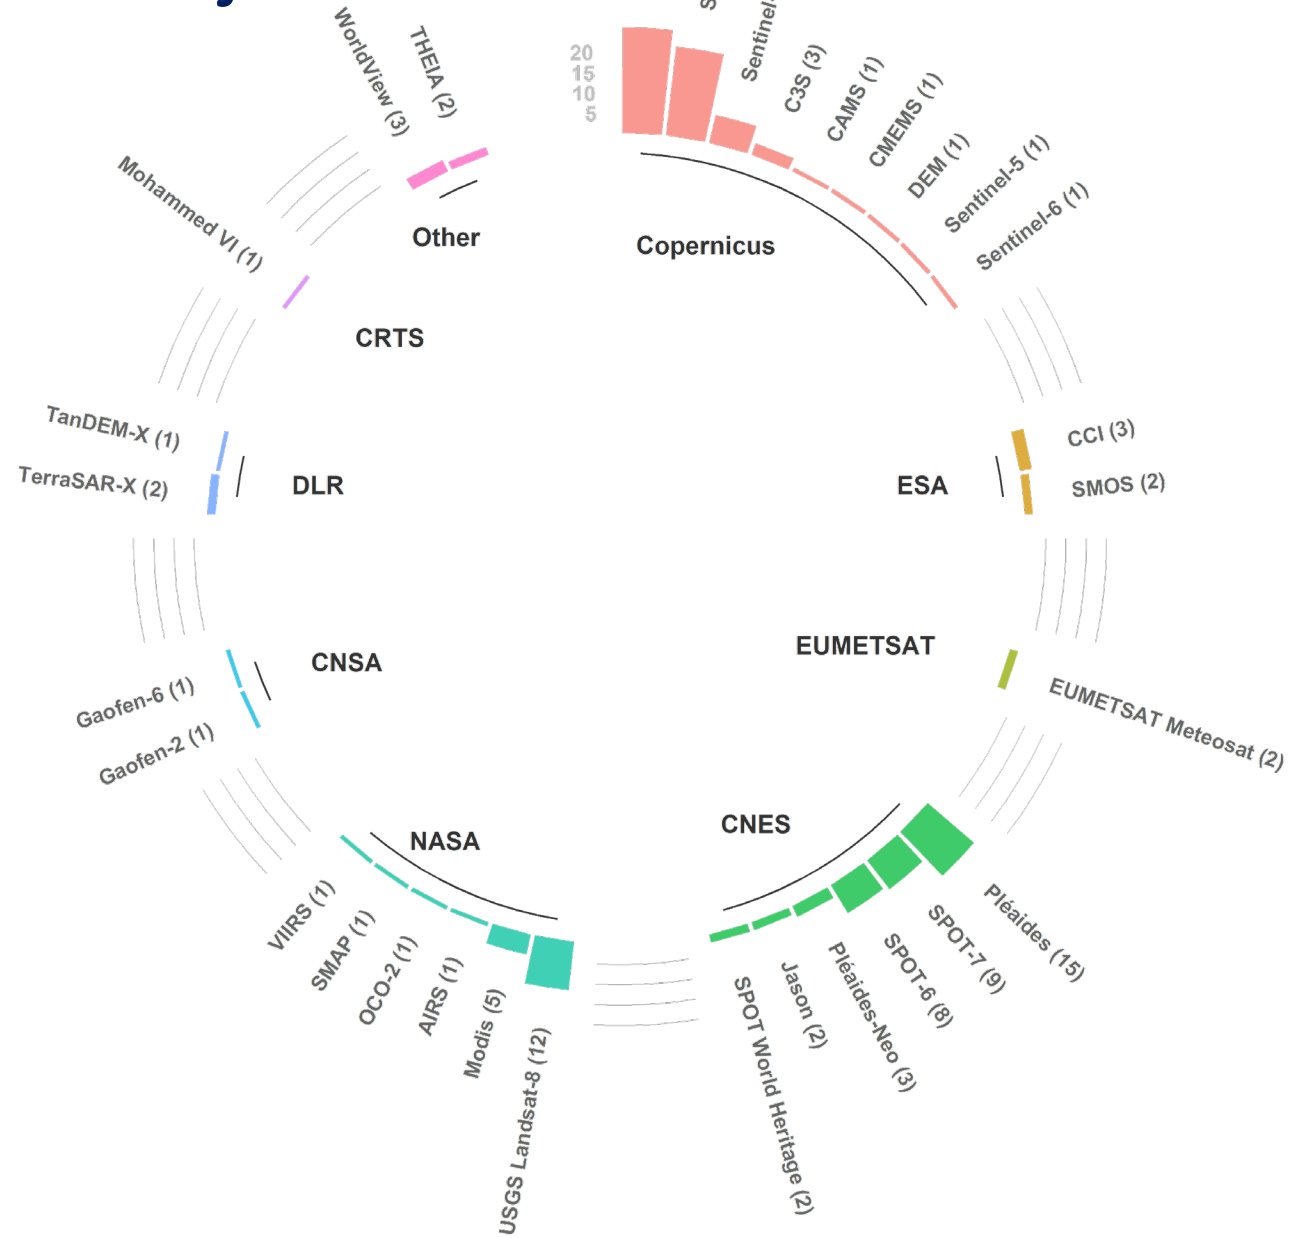 20
15
10
5
Sentinel-
C3S (3)
CAMS (1)
CMEMS (1)
DEM (1)
Sentinel-5 (1)
Sentinel-6 (1)
Copernicus
CCI (3)
SMOS (2)
ESA
EUMETSAT
EUMETSAT Meteosat (2)
CNES
Pléaides (15)
SPOT-7 (9)
SPOT-6 (8)
Pléaides-Neo (3)
Jason (2)
SPOT World Heritage (2)
NASA
USGS Landsat-8 (12)
Modis (5)
AIRS (1)
OCO-2 (1)
SMAP (1)
VIIRS (1)
CNSA
Gaofen-2 (1)
Gaofen-6 (1)
DLR
TerraSAR-X (2)
TanDEM-X (1)
CRTS
Mohammed VI (1)
Other
WorldView (3)
THEIA (2)